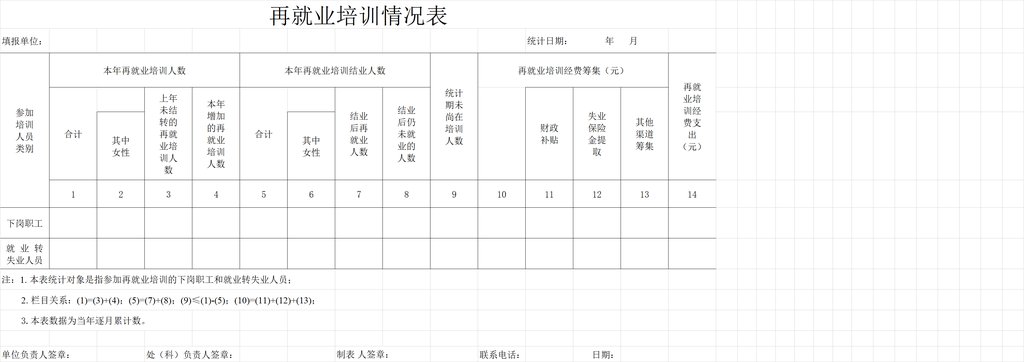 再就业培训情况表
填报单位： 统计日期： 年 月
参加培训人员类别 本年再就业培训人数 本年再就业培训结业人数 统计期末尚在培训人数 再就业培训经费筹集（元） 再就业培训经费支出（元）
合计 其中女性 上年未结转的再就业培训人数 本年增加的再就业培训人数 合计 其中女性 结业后再就业人数 结业后仍未就业的人数 财政补贴 失业保险金提取 其他渠道筹集
1 2 3 4 5 6 7 8 9 10 11 12 13 14
下岗职工
就 业 转失业人员
注：1.本表统计对象是指参加再就业培训的下岗职工和就业转失业人员；
2.栏目关系：(1)=(3)+(4)；(5)=(7)+(8)；(9)≤(1)-(5)；(10)=(11)+(12)+(13)；
3.本表数据为当年逐月累计数。
单位负责人签章： 处（科）负责人签章： 制表 人签章： 联系电话： 日期：